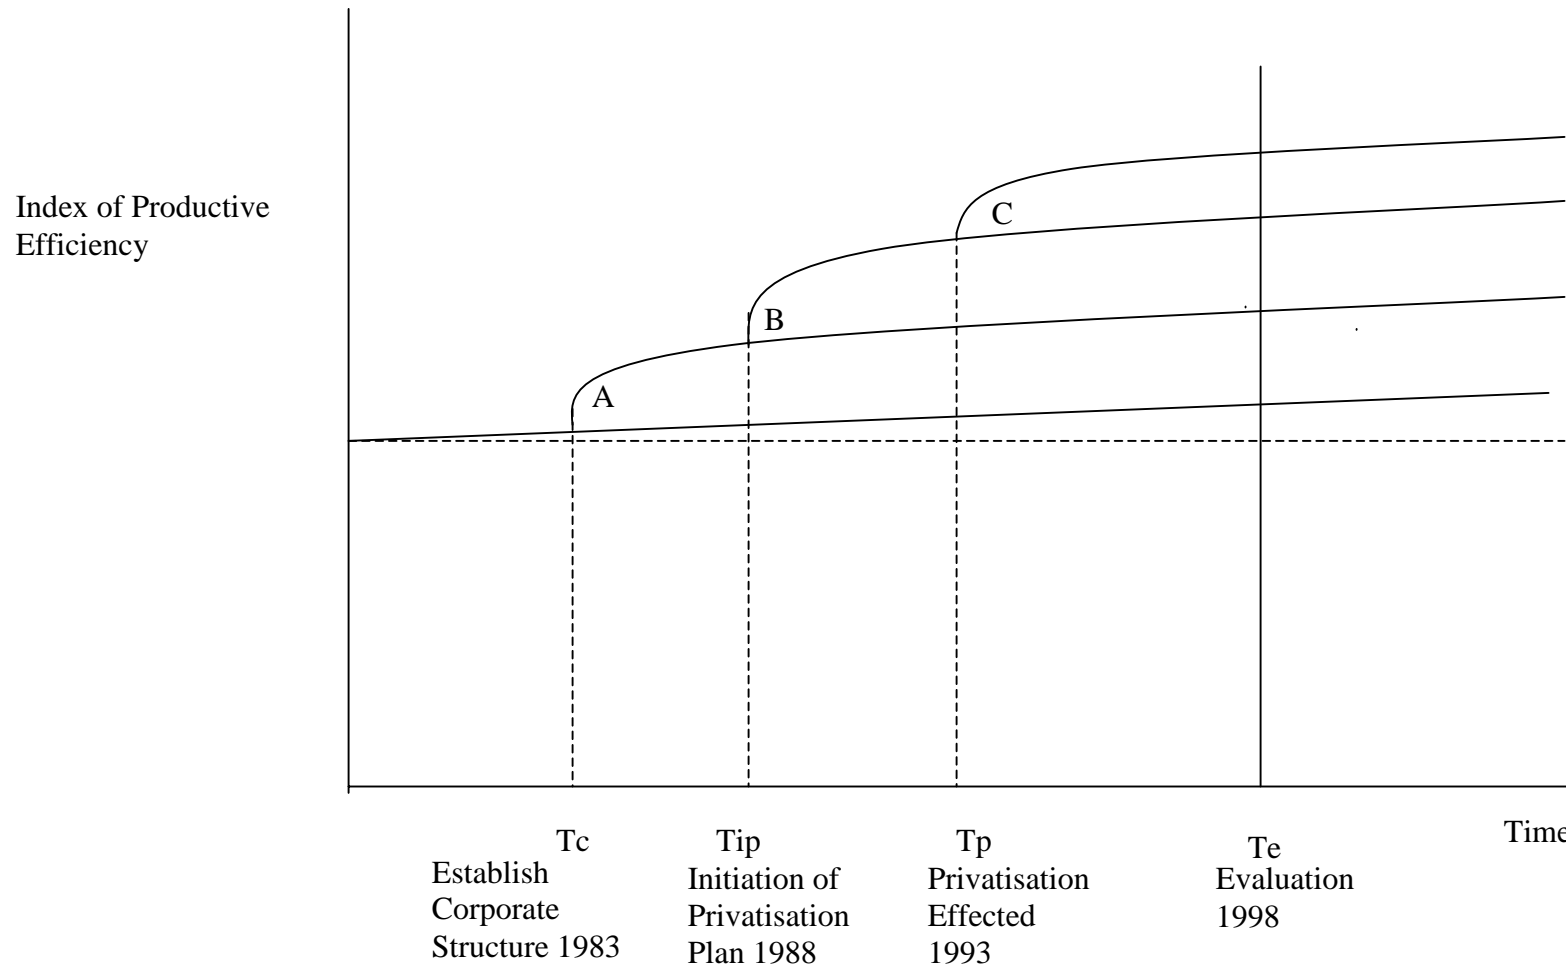 Index of Productive
Efficiency
C
B
A
Tc
Establish
Corporate
Structure 1983
Tip
Initiation of
Privatisation
Plan 1988
Tp
Privatisation
Effected
1993
Te
Evaluation
1998
Time